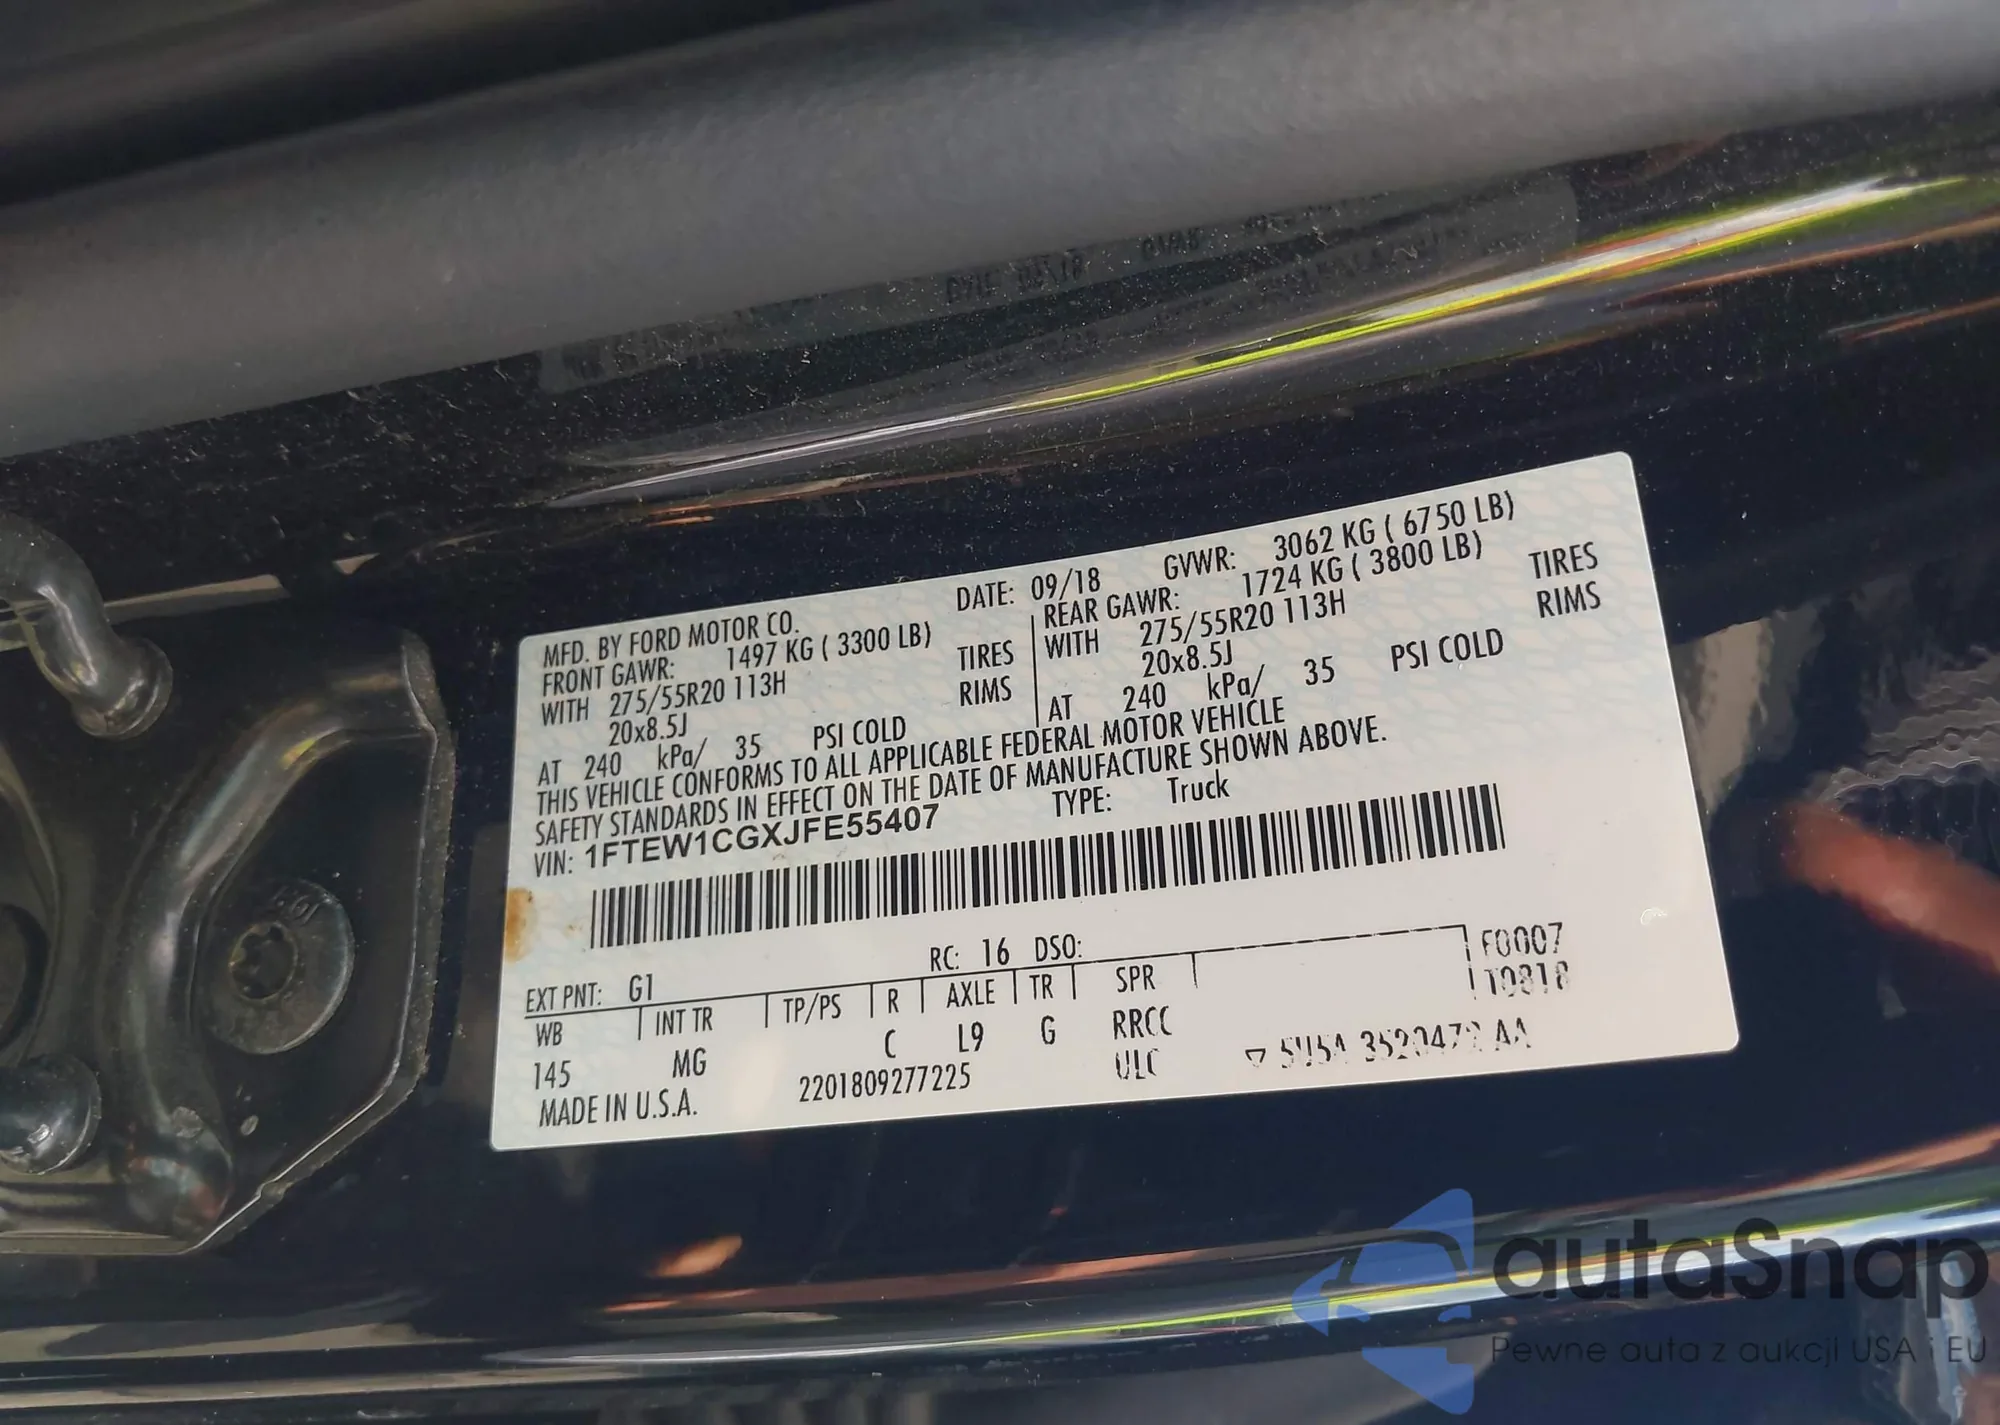 MFD. BY FORD MOTOR CO. DATE: 09/18 GVWR: 3062 KG ( 6750 LB)
FRONT GAWR: 1497 KG ( 3300 LB) REAR GAWR: 1724 KG ( 3800 LB)
WITH 275/55R20 113H TIRES WITH 275/55R20 113H TIRES
20x8.5J RIMS 20x8.5J RIMS
AT 240 kPa/ 35 PSI COLD AT 240 kPa/ 35 PSI COLD
THIS VEHICLE CONFORMS TO ALL APPLICABLE FEDERAL MOTOR VEHICLE
SAFETY STANDARDS IN EFFECT ON THE DATE OF MANUFACTURE SHOWN ABOVE.
VIN: 1FTEW1CGXJFE55407 TYPE: Truck
EXT PNT: G1 RC: 16 DSO: F0007
WB INT TR TP/PS R AXLE TR SPR T0818
145 MG C L9 G RRCC
MADE IN U.S.A. 2201809277225 ULC AA
autaSnap
Pewne auta z aukcji USA i EU